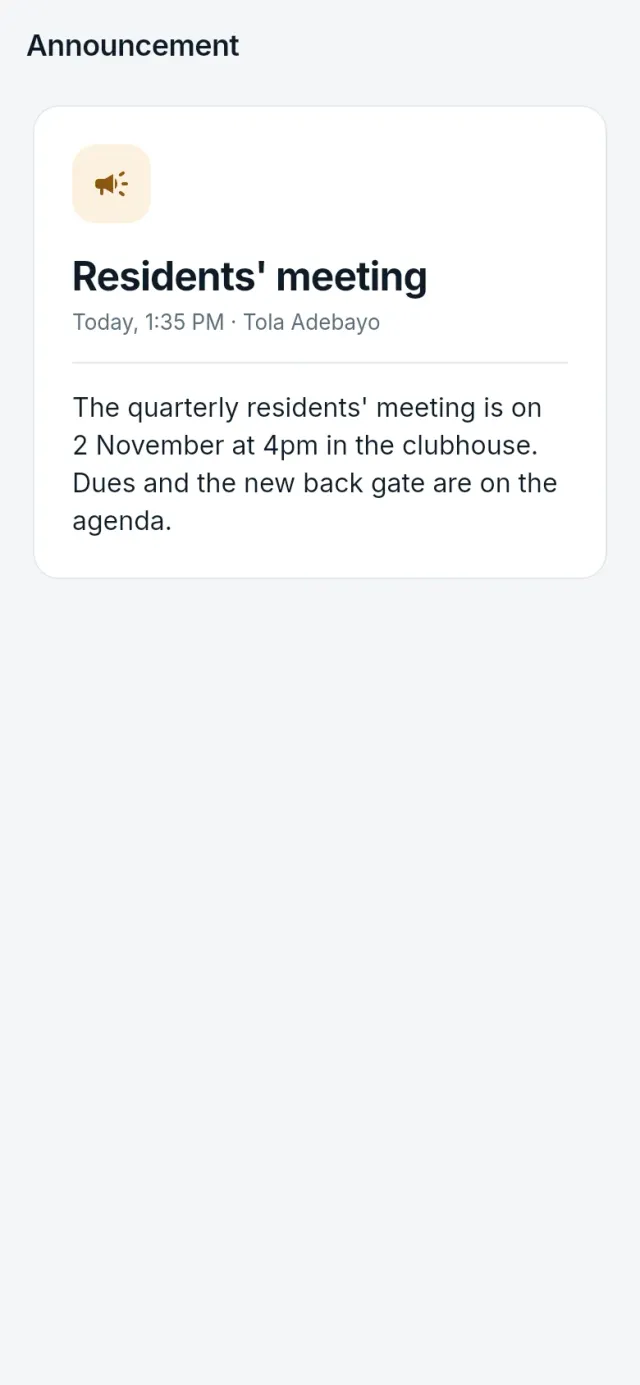 Announcement
Residents' meeting
Today, 1:35 PM · Tola Adebayo
The quarterly residents' meeting is on
2 November at 4pm in the clubhouse.
Dues and the new back gate are on the
agenda.